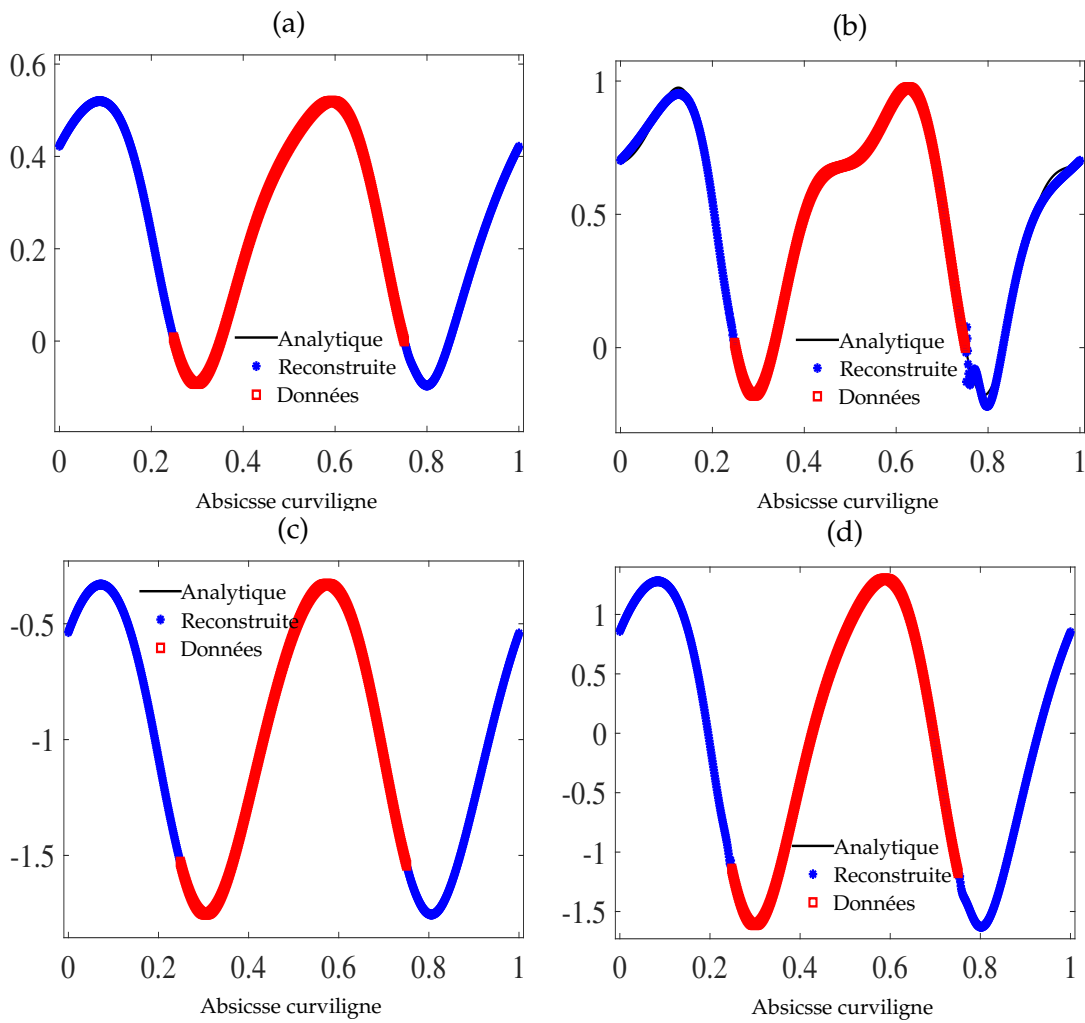 (a)
0.6
0.4
0.2
0
Analytique
Reconstruite
Données
0 0.2 0.4 0.6 0.8 1
Absicsse curviligne
(b)
1
0.5
0
Analytique
Reconstruite
Données
0 0.2 0.4 0.6 0.8 1
Absicsse curviligne
(c)
-0.5
-1
-1.5
Analytique
Reconstruite
Données
0 0.2 0.4 0.6 0.8 1
Absicsse curviligne
(d)
1
0.5
0
-0.5
-1
-1.5
Analytique
Reconstruite
Données
0 0.2 0.4 0.6 0.8 1
Absicsse curviligne